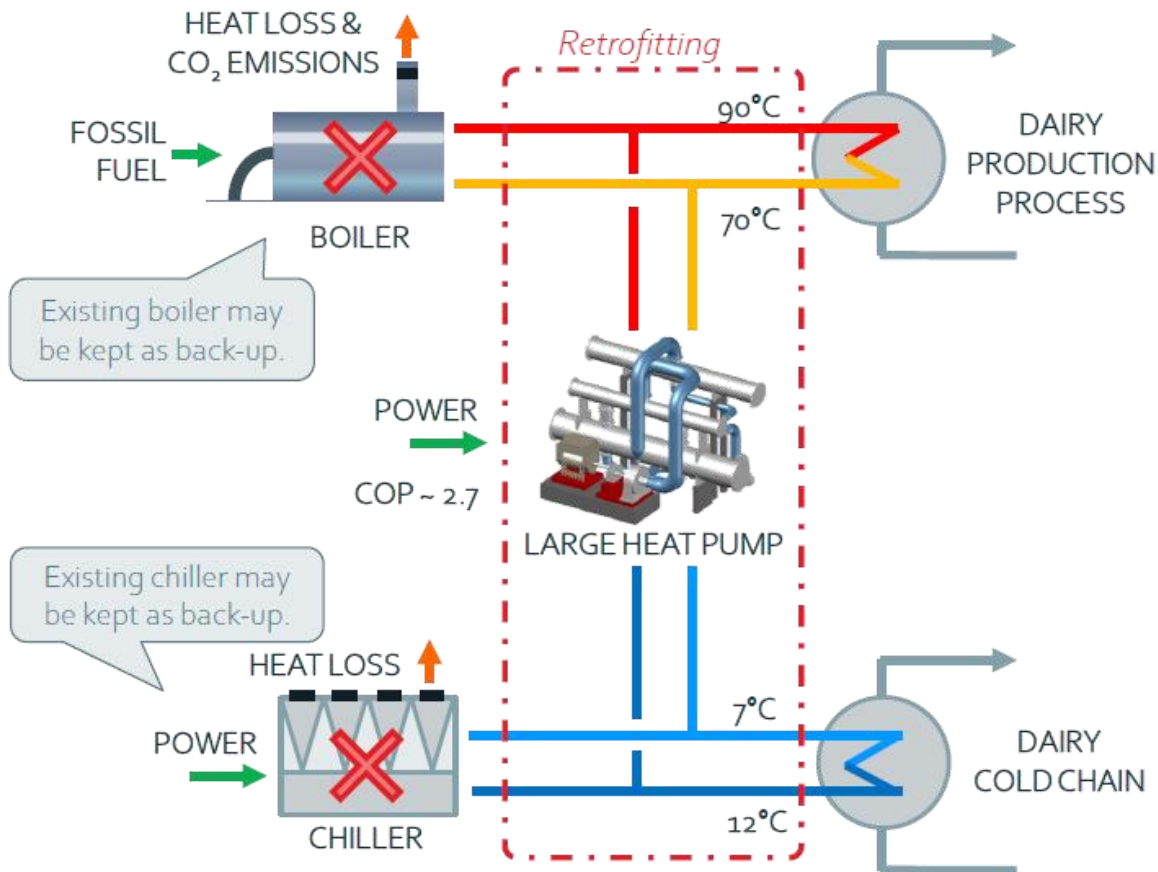 HEAT LOSS &
CO₂ EMISSIONS
Retrofitting
90°C
FOSSIL
FUEL
DAIRY
PRODUCTION
PROCESS
BOILER
70°C
Existing boiler may
be kept as back-up.
POWER
COP ~ 2.7
LARGE HEAT PUMP
Existing chiller may
be kept as back-up.
HEAT LOSS
7°C
POWER
DAIRY
COLD CHAIN
12°C
CHILLER